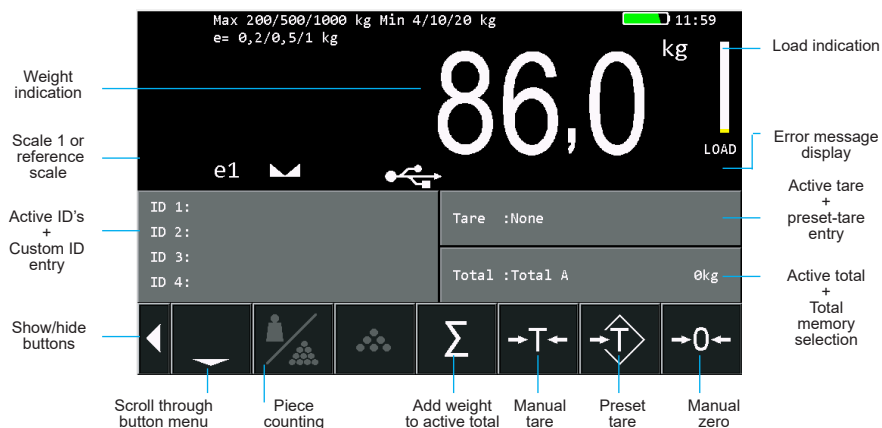 Max 200/500/1000 kg Min 4/10/20 kg
e= 0,2/0,5/1 kg
11:59
86,0 kg
LOAD
e1
ID 1:
ID 2:
ID 3:
ID 4:
Tare :None
Total :Total A 0kg
Σ
→T←
→T
→0←
Weight
indication
Scale 1 or
reference
scale
Active ID's
+
Custom ID
entry
Show/hide
buttons
Load indication
Error message
display
Active tare
+
preset-tare
entry
Active total
+
Total
memory
selection
Scroll through
button menu
Piece
counting
Add weight
to active total
Manual
tare
Preset
tare
Manual
zero